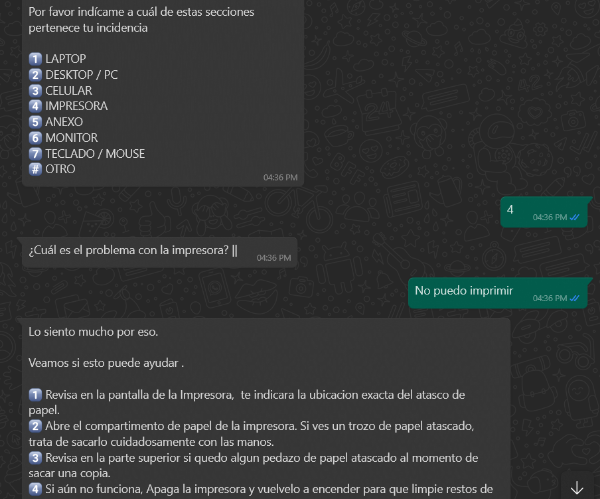 Por favor indícame a cuál de estas secciones
pertenece tu incidencia
1 LAPTOP
2 DESKTOP / PC
3 CELULAR
4 IMPRESORA
5 ANEXO
6 MONITOR
7 TECLADO / MOUSE
# OTRO
04:36 PM
4
04:36 PM
¿Cuál es el problema con la impresora? ||
04:36 PM
No puedo imprimir
04:36 PM
Lo siento mucho por eso.
Veamos si esto puede ayudar .
1 Revisa en la pantalla de la Impresora, te indicara la ubicacion exacta del atasco de
papel.
2 Abre el compartimento de papel de la impresora. Si ves un trozo de papel atascado,
trata de sacarlo cuidadosamente con las manos.
3 Revisa en la parte superior si quedo algun pedazo de papel atascado al momento de
sacar una copia.
4 Si aún no funciona, Apaga la impresora y vuelvelo a encender para que limpie restos de